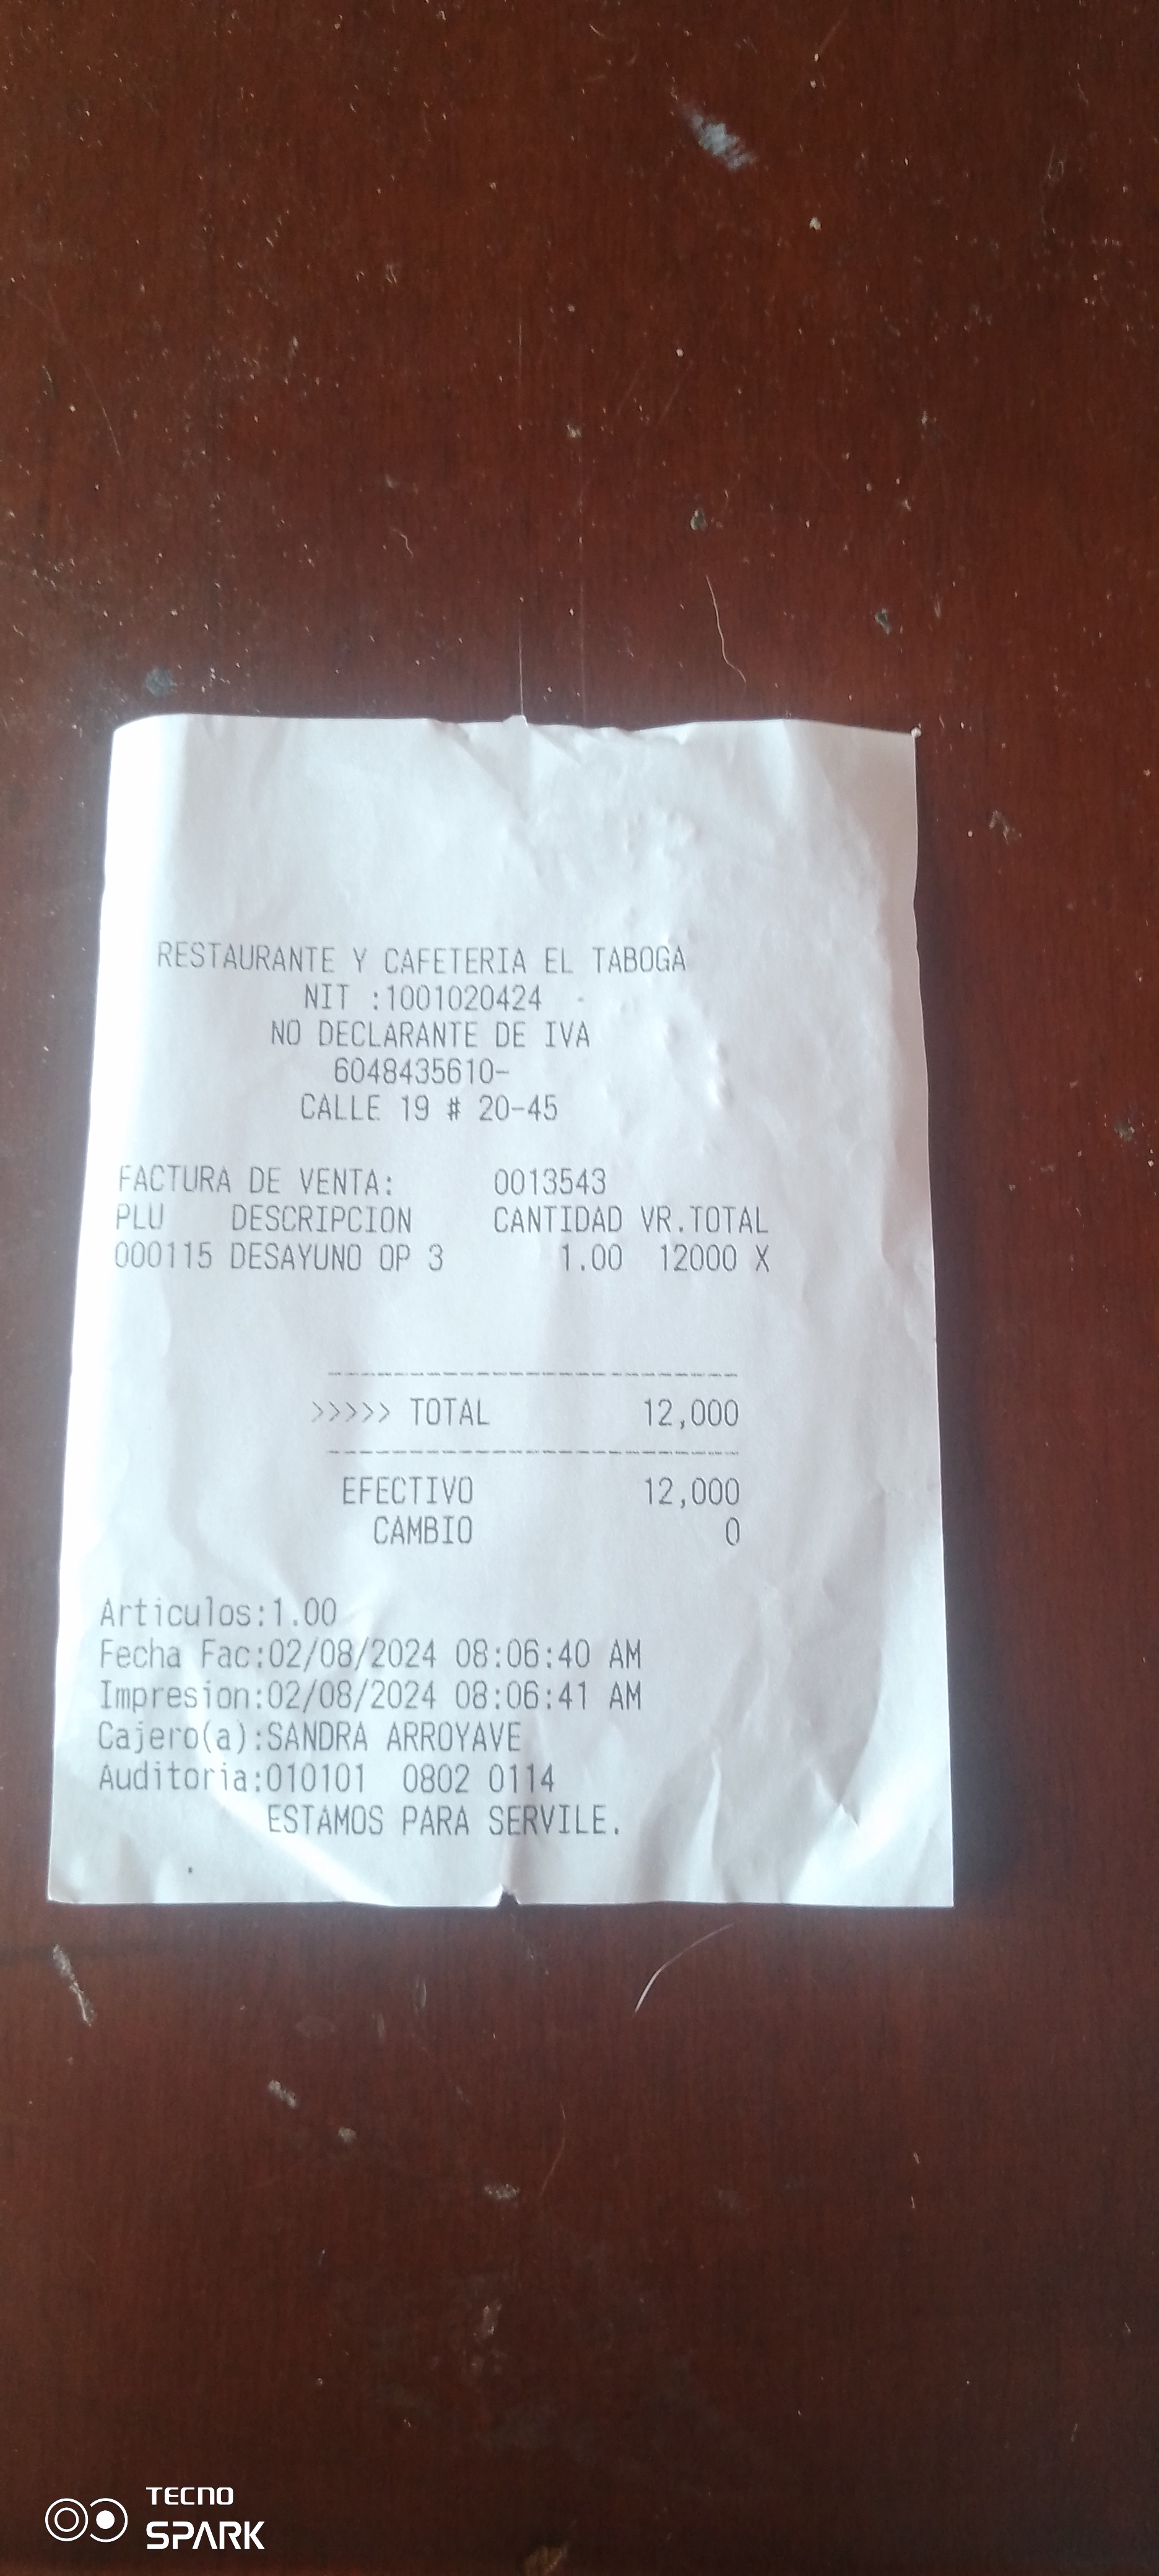 RESTAURANTE Y CAFETERIA EL TABOGA
NIT :1001020424 -
NO DECLARANTE DE IVA
6048435610-
CALLE 19 # 20-45
FACTURA DE VENTA: 0013543
PLU DESCRIPCION CANTIDAD VR.TOTAL
000115 DESAYUNO OP 3 1.00 12000 X
>>>>> TOTAL 12,000
EFECTIVO 12,000
CAMBIO 0
Articulos:1.00
Fecha Fac:02/08/2024 08:06:40 AM
Impresion:02/08/2024 08:06:41 AM
Cajero(a):SANDRA ARROYAVE
Auditoria:010101 0802 0114
ESTAMOS PARA SERVILE.
TECNO
SPARK